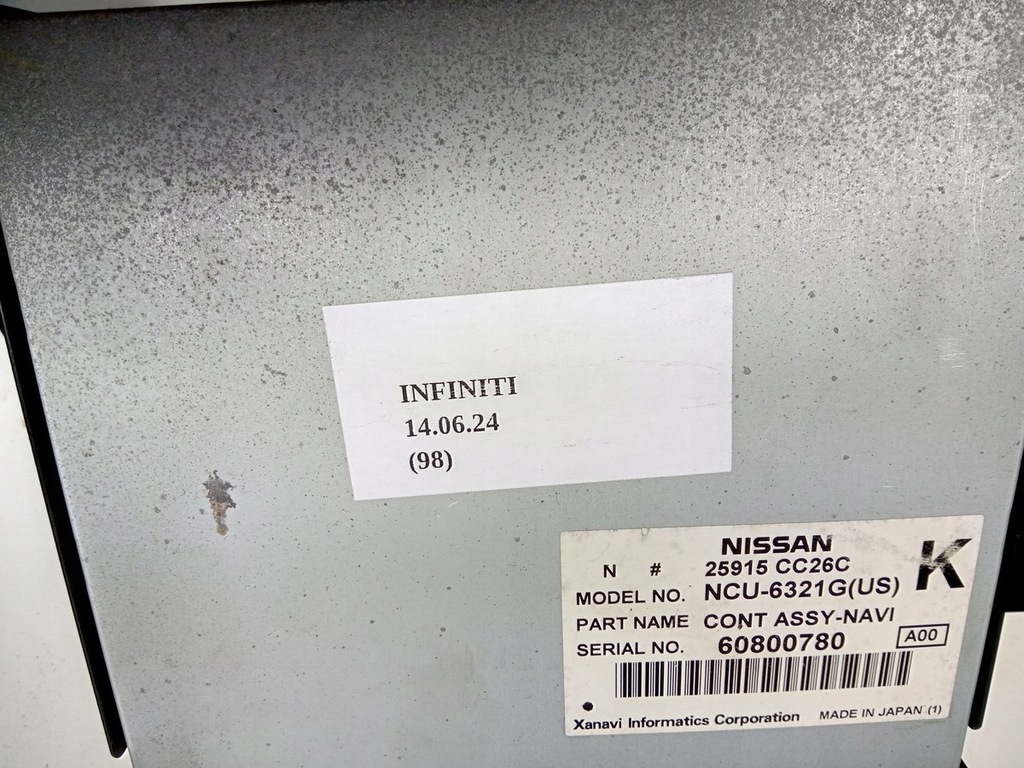 INFINITI
14.06.24
(98)
NISSAN
K
N # 25915 CC26C
MODEL NO. NCU-6321G(US)
PART NAME CONT ASSY-NAVI
SERIAL NO. 60800780 A00
Xanavi Informatics Corporation MADE IN JAPAN (1)